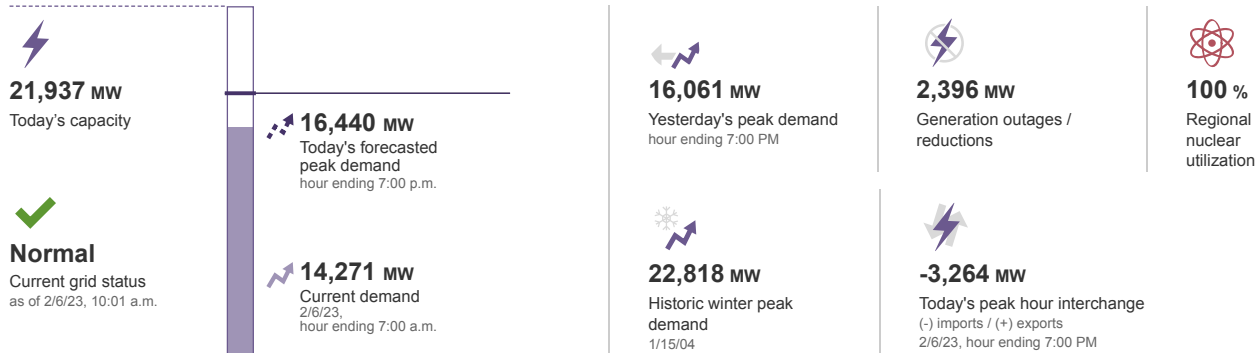 21,937 MW
Today's capacity
Normal
Current grid status
as of 2/6/23, 10:01 a.m.
16,440 MW
Today's forecasted
peak demand
hour ending 7:00 p.m.
14,271 MW
Current demand
2/6/23,
hour ending 7:00 a.m.
16,061 MW
Yesterday's peak demand
hour ending 7:00 PM
2,396 MW
Generation outages /
reductions
100 %
Regional
nuclear
utilization
22,818 MW
Historic winter peak
demand
1/15/04
-3,264 MW
Today's peak hour interchange
(-) imports / (+) exports
2/6/23, hour ending 7:00 PM